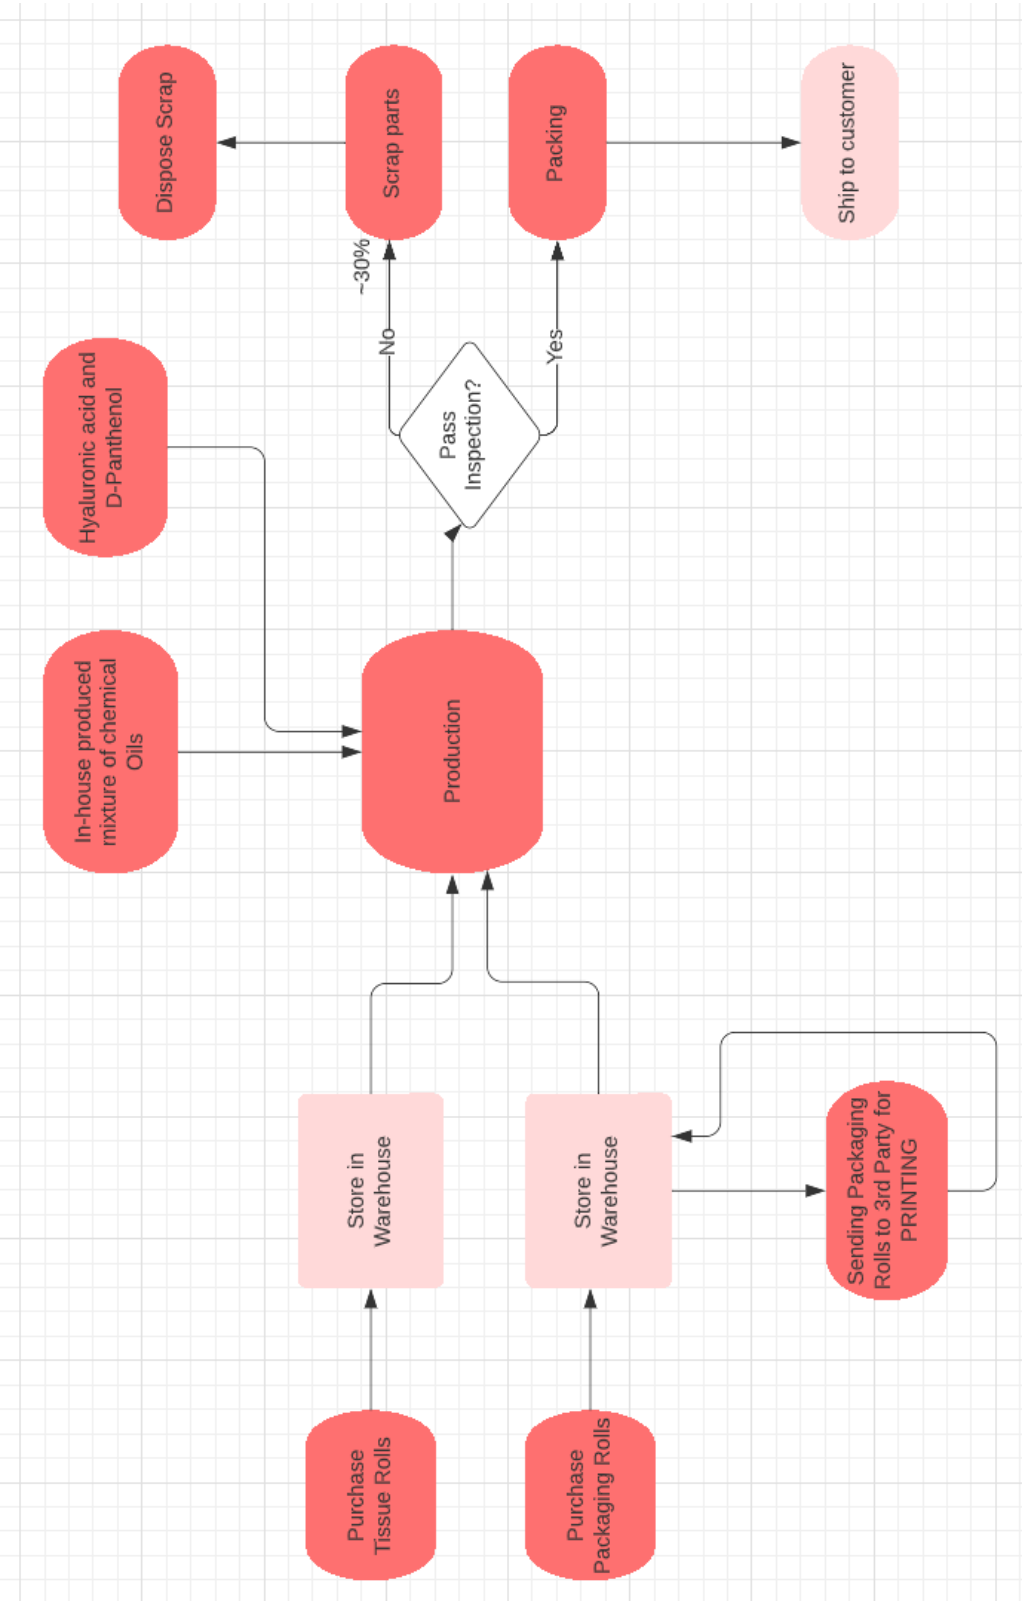 Purchase
Tissue Rolls
Purchase
Packaging Rolls
Store in
Warehouse
Store in
Warehouse
Sending Packaging
Rolls to 3rd Party for
PRINTING
In-house produced
mixture of chemical
Oils
Hyaluronic acid and
D-Panthenol
Production
Pass
Inspection?
No
~30%
Yes
Dispose Scrap
Scrap parts
Packing
Ship to customer